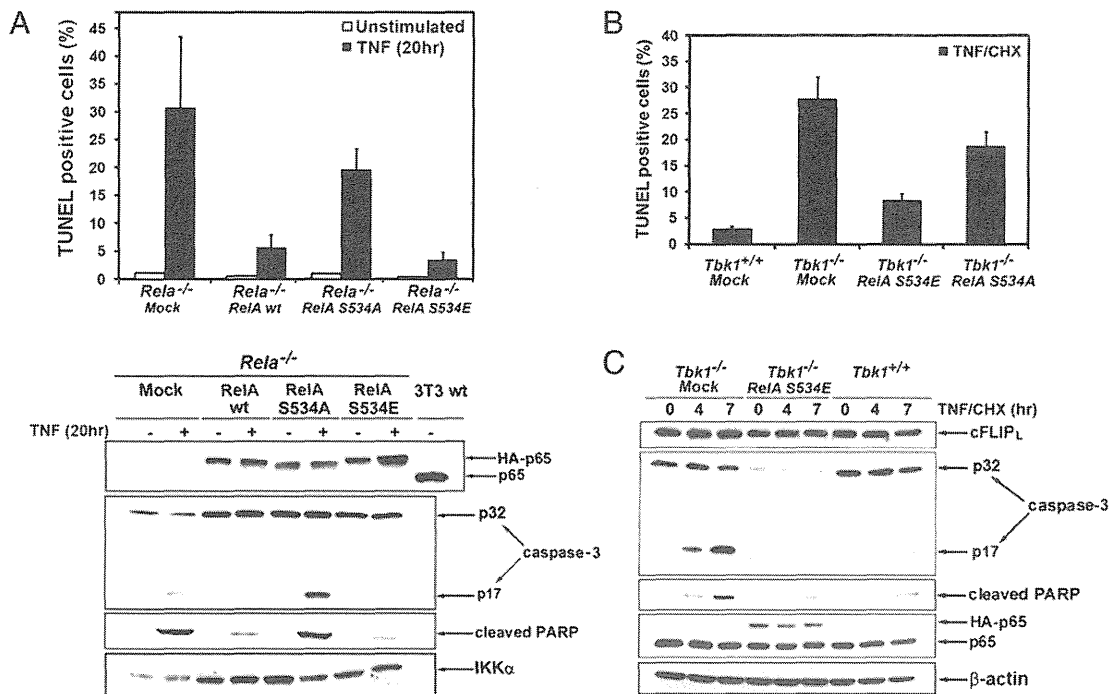 A
TUNEL positive cells (%)
45
40
35
30
25
20
15
10
5
0
Unstimulated
TNF (20hr)
Rela-/- Rela-/- Rela-/- Rela-/-
Mock RelA wt RelA S534A RelA S534E
B
TUNEL positive cells (%)
40
35
30
25
20
15
10
5
0
TNF/CHX
Tbk1+/+ Tbk1-/- Tbk1-/- Tbk1-/-
Mock Mock RelA S534E RelA S534A
Rela-/-
Mock RelA RelA RelA 3T3 wt
wt S534A S534E
TNF (20hr) - + - + - + - + -
HA-p65
p65
p32
caspase-3
p17
cleaved PARP
IKKα
C
Tbk1-/- Tbk1-/- Tbk1+/+
Mock RelA S534E
0 4 7 0 4 7 0 4 7 TNF/CHX (hr)
cFLIPL
p32
caspase-3
p17
cleaved PARP
HA-p65
p65
β-actin